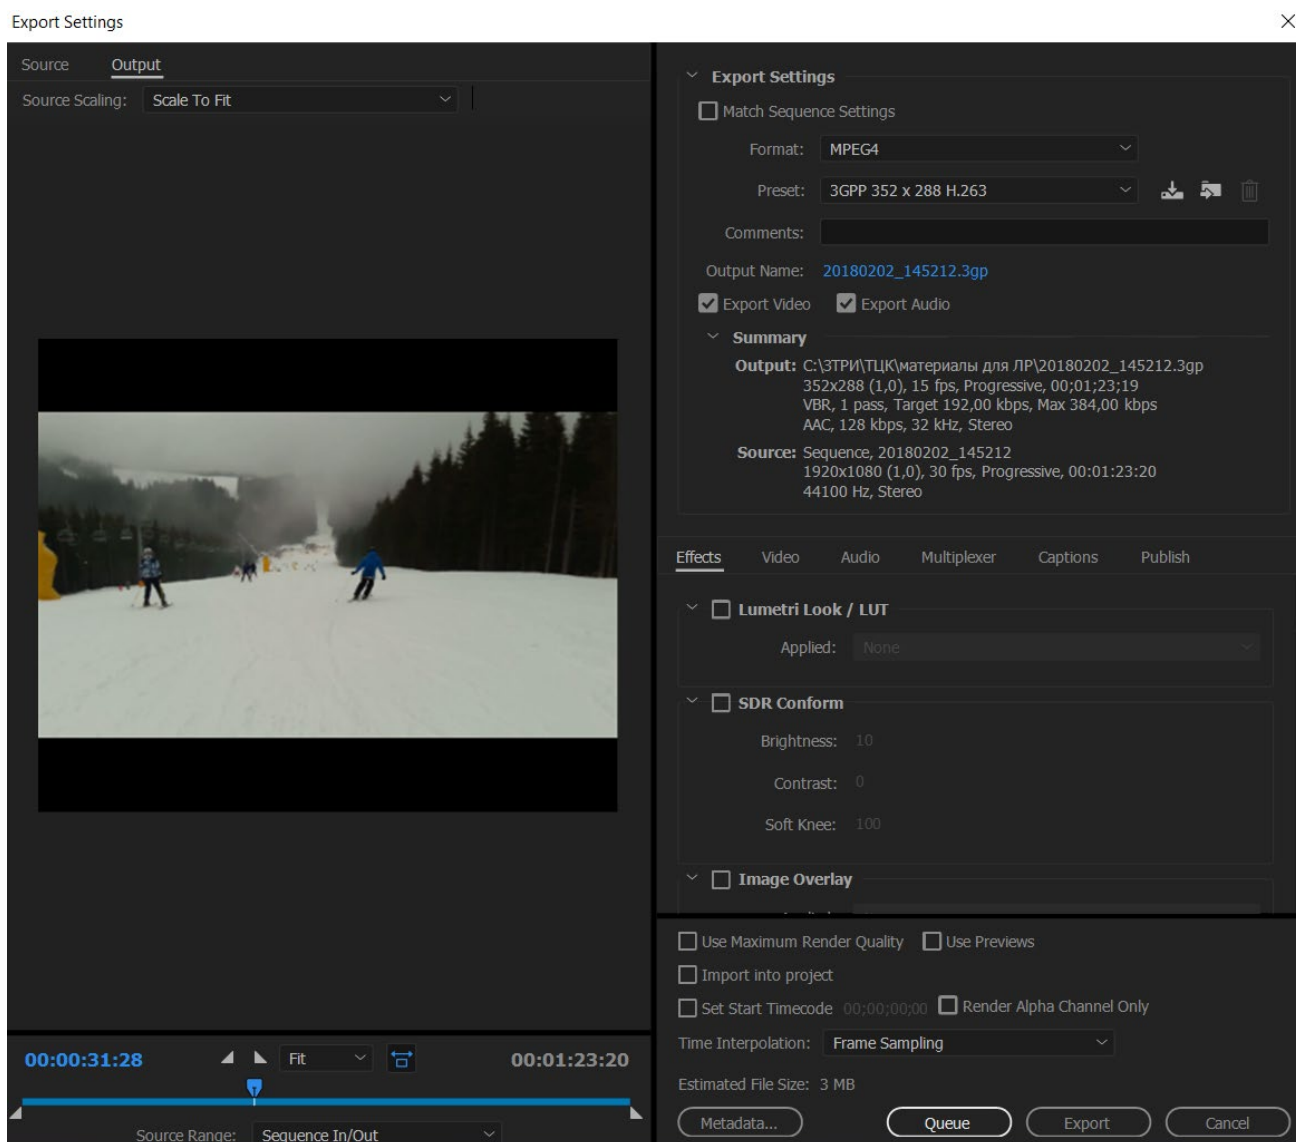 Export Settings
Source Output
Source Scaling: Scale To Fit
Export Settings
Match Sequence Settings
Format: MPEG4
Preset: 3GPP 352 x 288 H.263
Comments:
Output Name: 20180202_145212.3gp
Export Video Export Audio
Summary
Output: C:\ЗТРИ\ТЦК\материалы для ЛР\20180202_145212.3gp
352x288 (1,0), 15 fps, Progressive, 00;01;23;19
VBR, 1 pass, Target 192,00 kbps, Max 384,00 kbps
AAC, 128 kbps, 32 kHz, Stereo
Source: Sequence, 20180202_145212
1920x1080 (1,0), 30 fps, Progressive, 00:01:23:20
44100 Hz, Stereo
Effects Video Audio Multiplexer Captions Publish
Lumetri Look / LUT
Applied: None
SDR Conform
Brightness: 10
Contrast: 0
Soft Knee: 100
Image Overlay
Use Maximum Render Quality Use Previews
Import into project
Set Start Timecode 00;00;00;00 Render Alpha Channel Only
Time Interpolation: Frame Sampling
Estimated File Size: 3 MB
Metadata... Queue Export Cancel
00:00:31:28 Fit 00:01:23:20
Source Range: Sequence In/Out